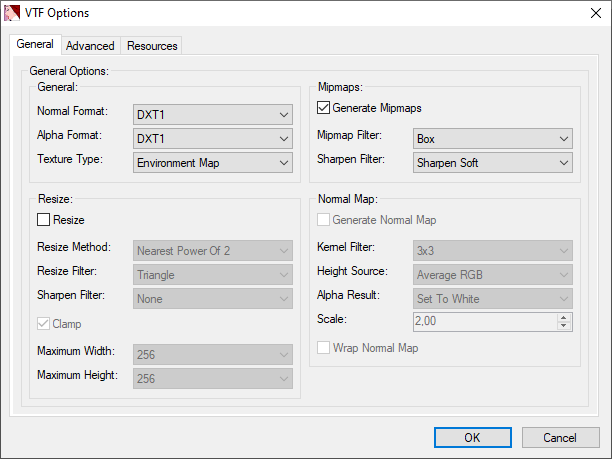 VTF Options
General Advanced Resources
General Options:
General:
Normal Format: DXT1
Alpha Format: DXT1
Texture Type: Environment Map
Mipmaps:
Generate Mipmaps
Mipmap Filter: Box
Sharpen Filter: Sharpen Soft
Resize:
Resize
Resize Method: Nearest Power Of 2
Resize Filter: Triangle
Sharpen Filter: None
Clamp
Maximum Width: 256
Maximum Height: 256
Normal Map:
Generate Normal Map
Kernel Filter: 3x3
Height Source: Average RGB
Alpha Result: Set To White
Scale: 2,00
Wrap Normal Map
OK Cancel